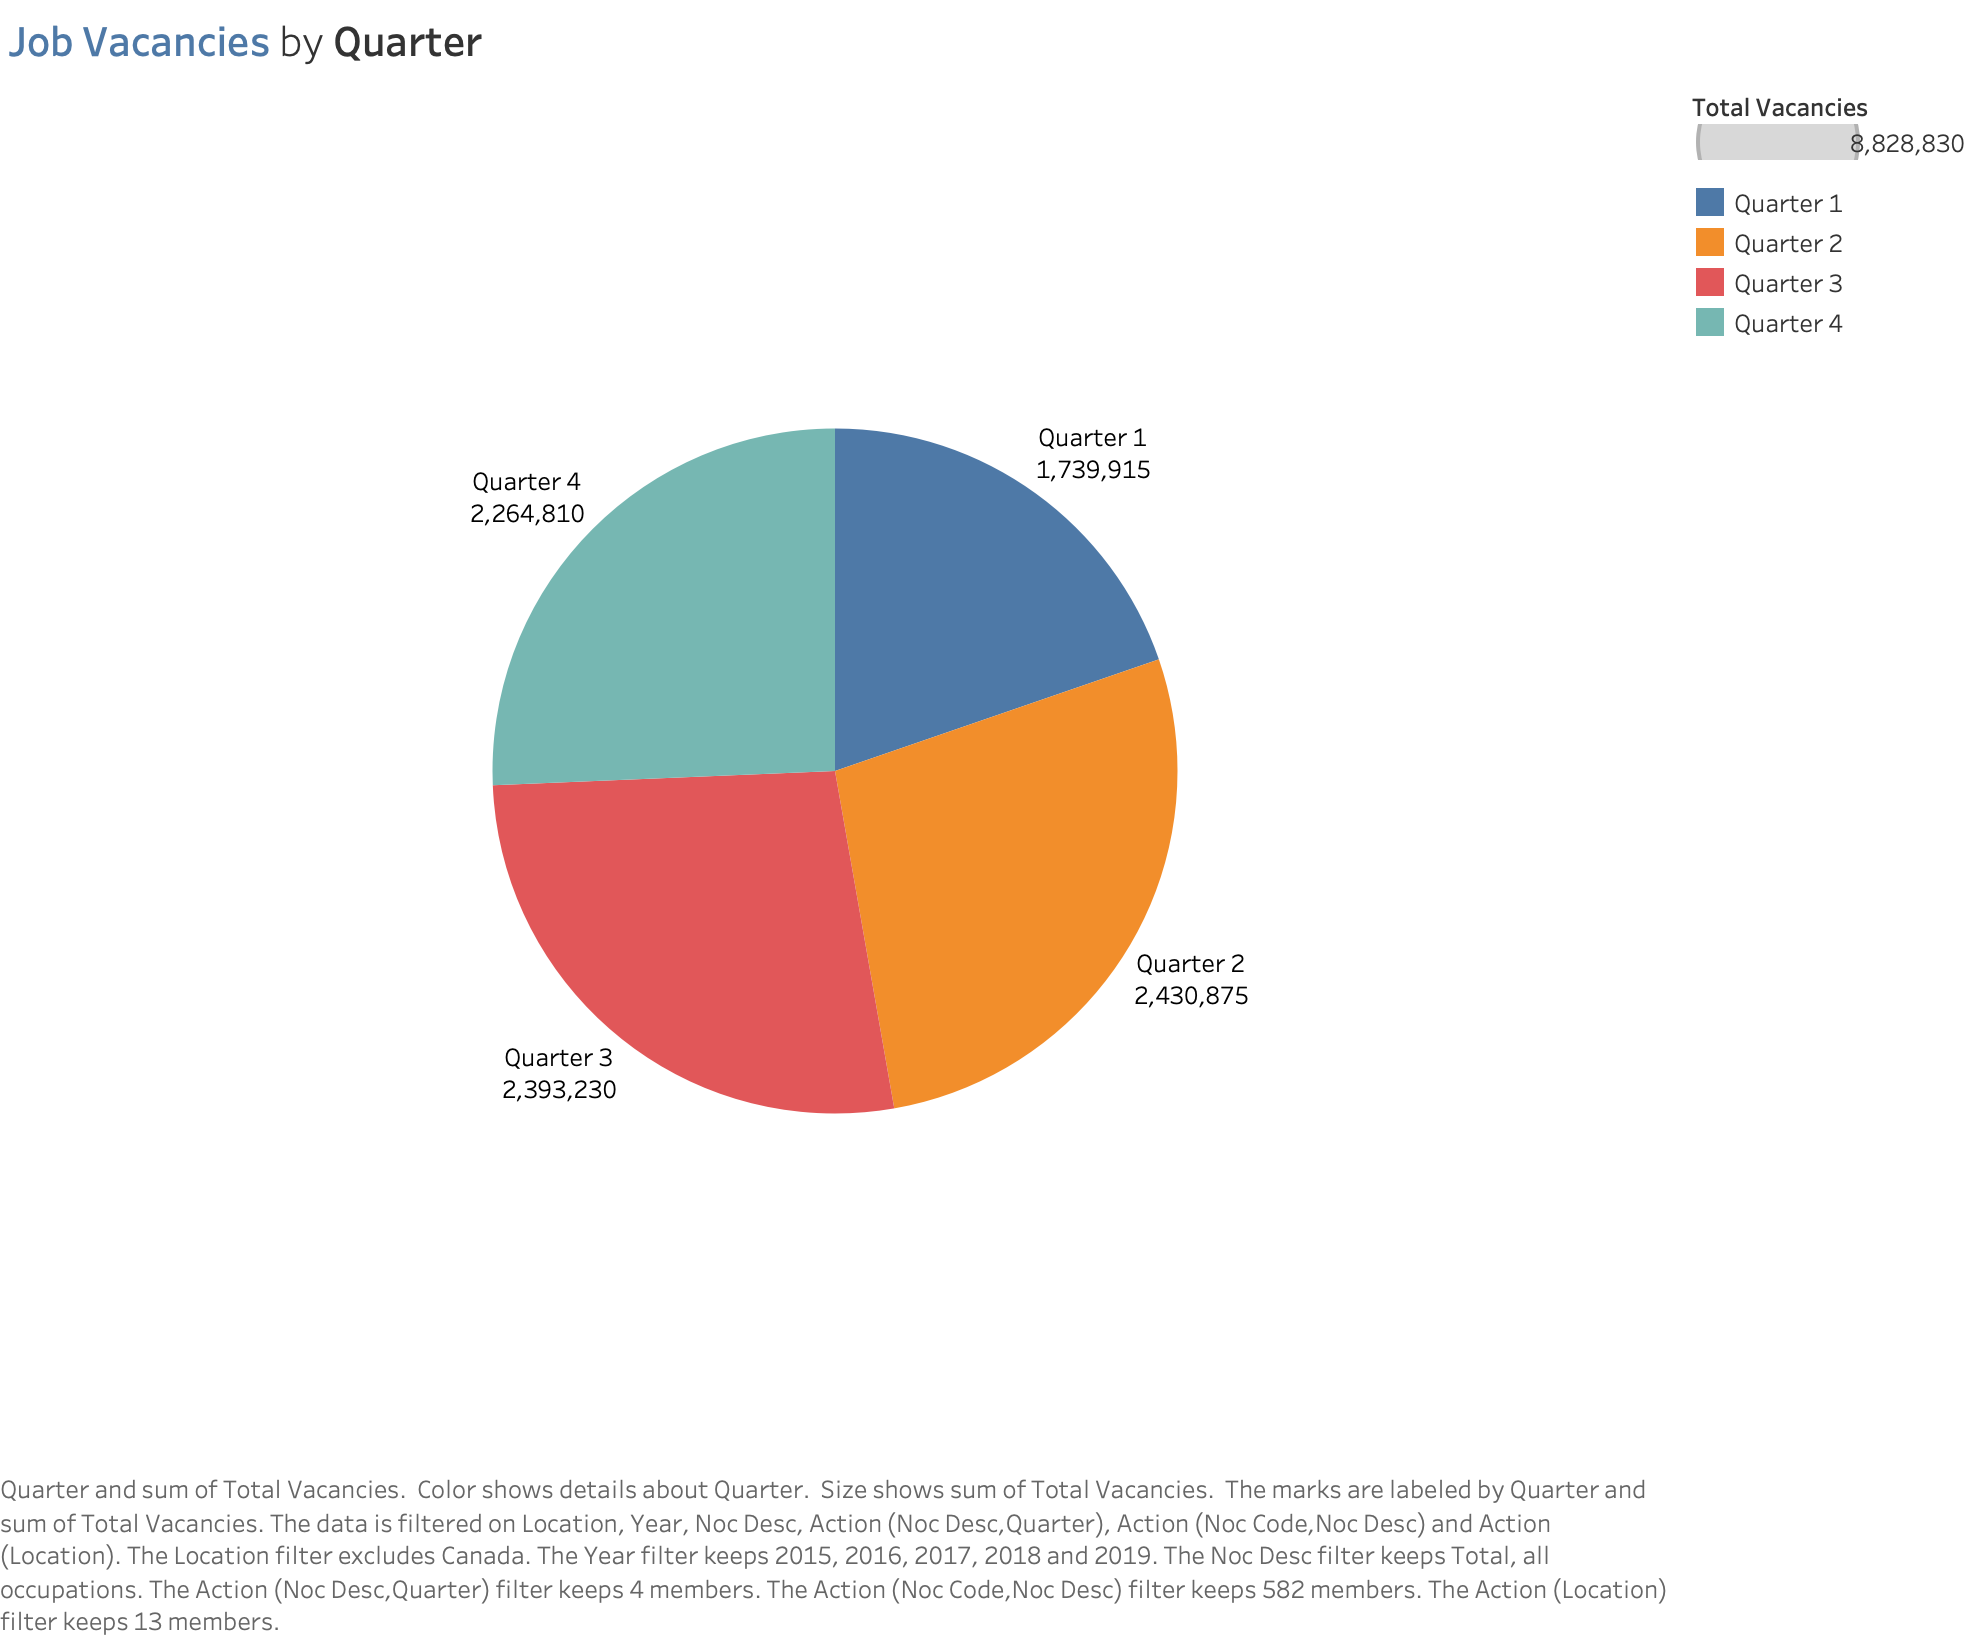 Job Vacancies by Quarter
Total Vacancies
8,828,830
Quarter 1
Quarter 2
Quarter 3
Quarter 4
Quarter 1
1,739,915
Quarter 4
2,264,810
Quarter 2
2,430,875
Quarter 3
2,393,230
Quarter and sum of Total Vacancies.  Color shows details about Quarter.  Size shows sum of Total Vacancies.  The marks are labeled by Quarter and
sum of Total Vacancies. The data is filtered on Location, Year, Noc Desc, Action (Noc Desc,Quarter), Action (Noc Code,Noc Desc) and Action
(Location). The Location filter excludes Canada. The Year filter keeps 2015, 2016, 2017, 2018 and 2019. The Noc Desc filter keeps Total, all
occupations. The Action (Noc Desc,Quarter) filter keeps 4 members. The Action (Noc Code,Noc Desc) filter keeps 582 members. The Action (Location)
filter keeps 13 members.